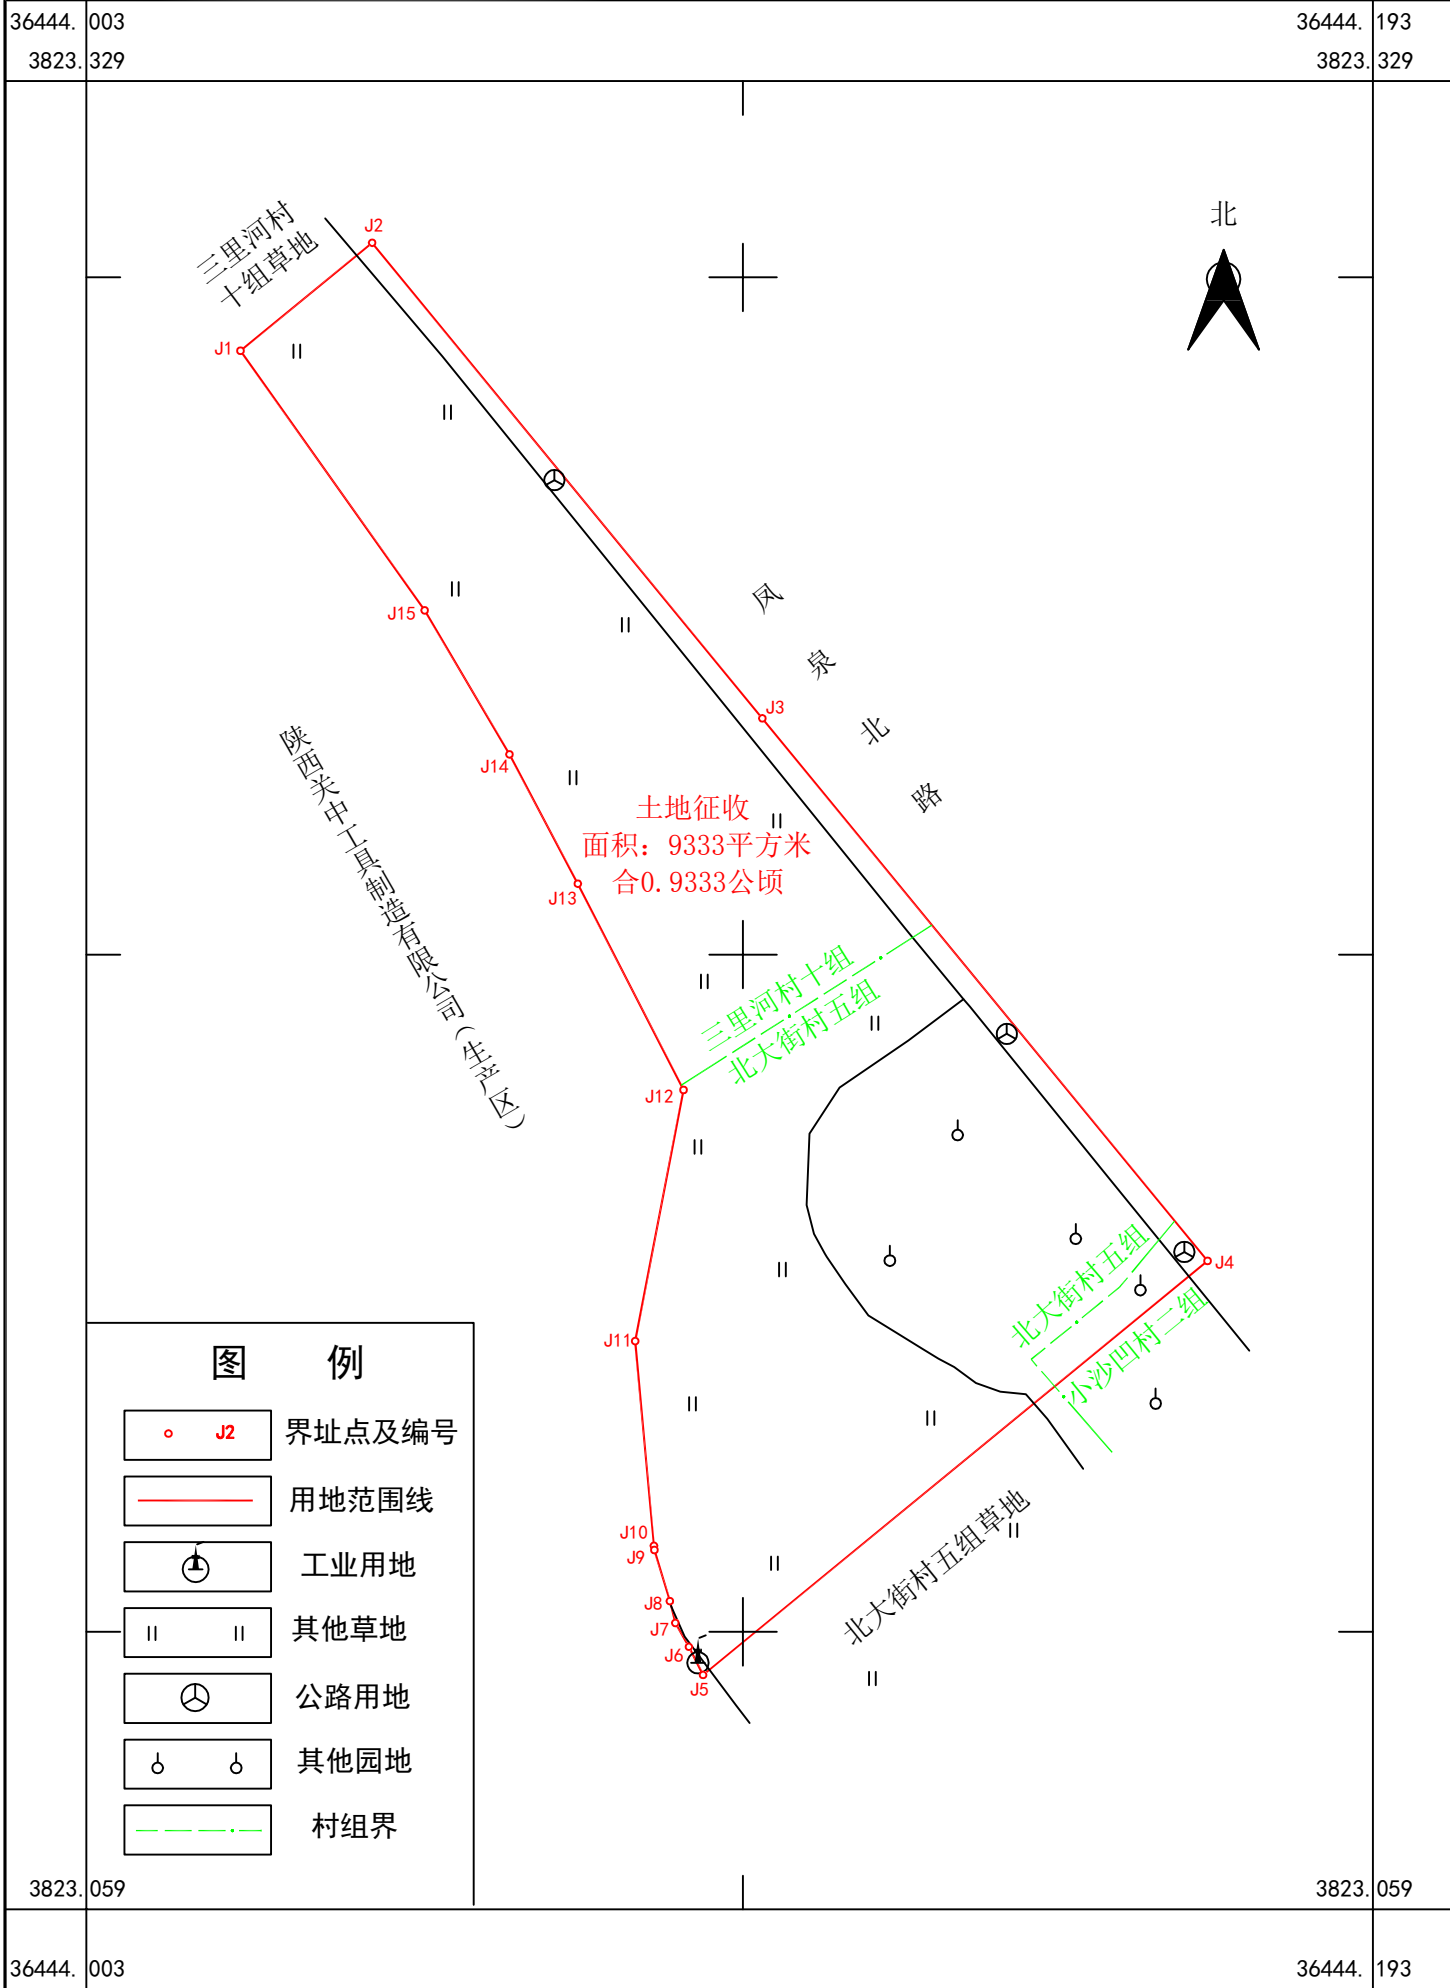 36444.003
36444.193
3823.329
3823.329
北
三里河村
十组草地
J2
J1
J15
凤泉北路
J3
J14
陕西关中工具制造有限公司(生产区)
土地征收
面积：9333平方米
合0.9333公顷
J13
三里河村十组
北大街村五组
J12
北大街村五组
J4
小沙凹村二组
J11
北大街村五组草地
J10
J9
J8
J7
J6
J5
图 例
J2 界址点及编号
用地范围线
工业用地
其他草地
公路用地
其他园地
村组界
3823.059
3823.059
36444.003
36444.193